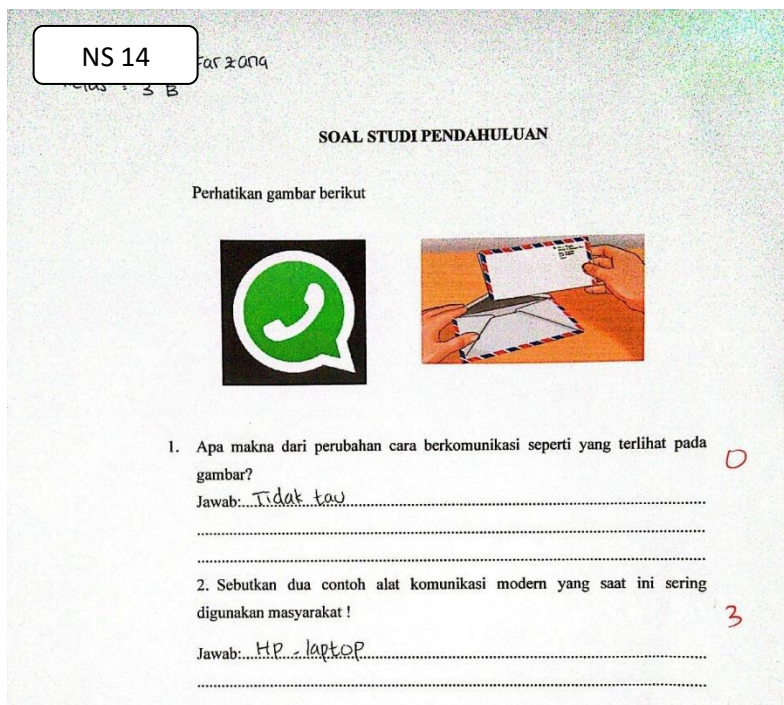 NS 14
Farzana
Kelas : 3 B
SOAL STUDI PENDAHULUAN
Perhatikan gambar berikut
1. Apa makna dari perubahan cara berkomunikasi seperti yang terlihat pada
gambar?
0
Jawab: Tidak tau
2. Sebutkan dua contoh alat komunikasi modern yang saat ini sering
digunakan masyarakat !
3
Jawab: HP - laptop